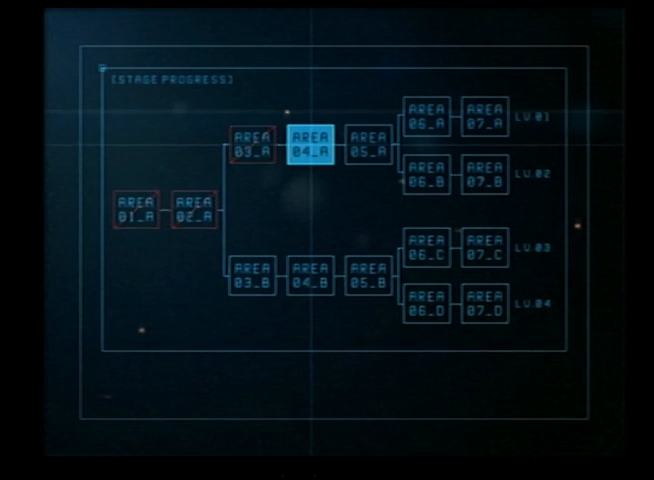 [STAGE PROGRESS]
AREA 06_A
AREA 07_A
LV.01
AREA 03_A
AREA 04_A
AREA 05_A
AREA 06_B
AREA 07_B
LV.02
AREA 01_A
AREA 02_A
AREA 06_C
AREA 07_C
LV.03
AREA 03_B
AREA 04_B
AREA 05_B
AREA 06_D
AREA 07_D
LV.04